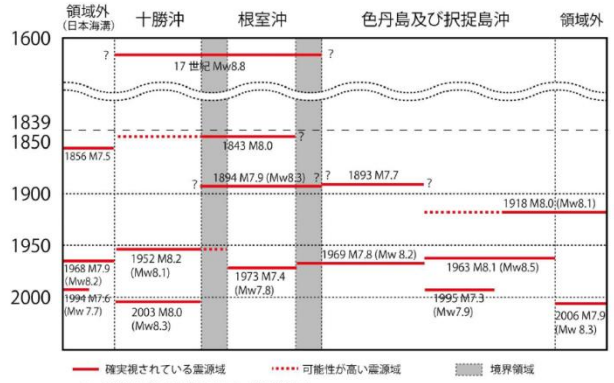 領域外
(日本海溝)
十勝沖
根室沖
色丹島及び択捉島沖
領域外
1600
?
?
17 世紀 Mw8.8
1839
1850
1843 M8.0
?
1856 M7.5
1894 M7.9 (Mw8.3)
?
?
1893 M7.7
?
?
1900
1918 M8.0 (Mw8.1)
1950
1952 M8.2
(Mw8.1)
1969 M7.8 (Mw 8.2)
1963 M8.1 (Mw8.5)
1968 M7.9
(Mw8.2)
1973 M7.4
(Mw7.8)
1994 M7.6
(Mw 7.7)
1995 M7.3
(Mw7.9)
2000
2003 M8.0
(Mw8.3)
2006 M7.9
(Mw 8.3)
確実視されている震源域
可能性が高い震源域
境界領域